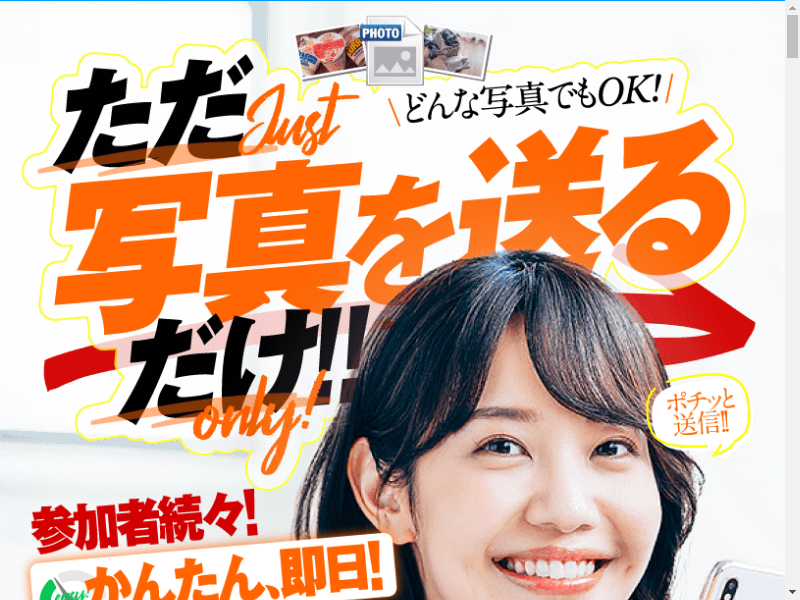 PHOTO
どんな写真でもOK!
ただ
Just
写真を送る
だけ!!
only!
ポチッと
送信!!
参加者続々!
かんたん、即日!